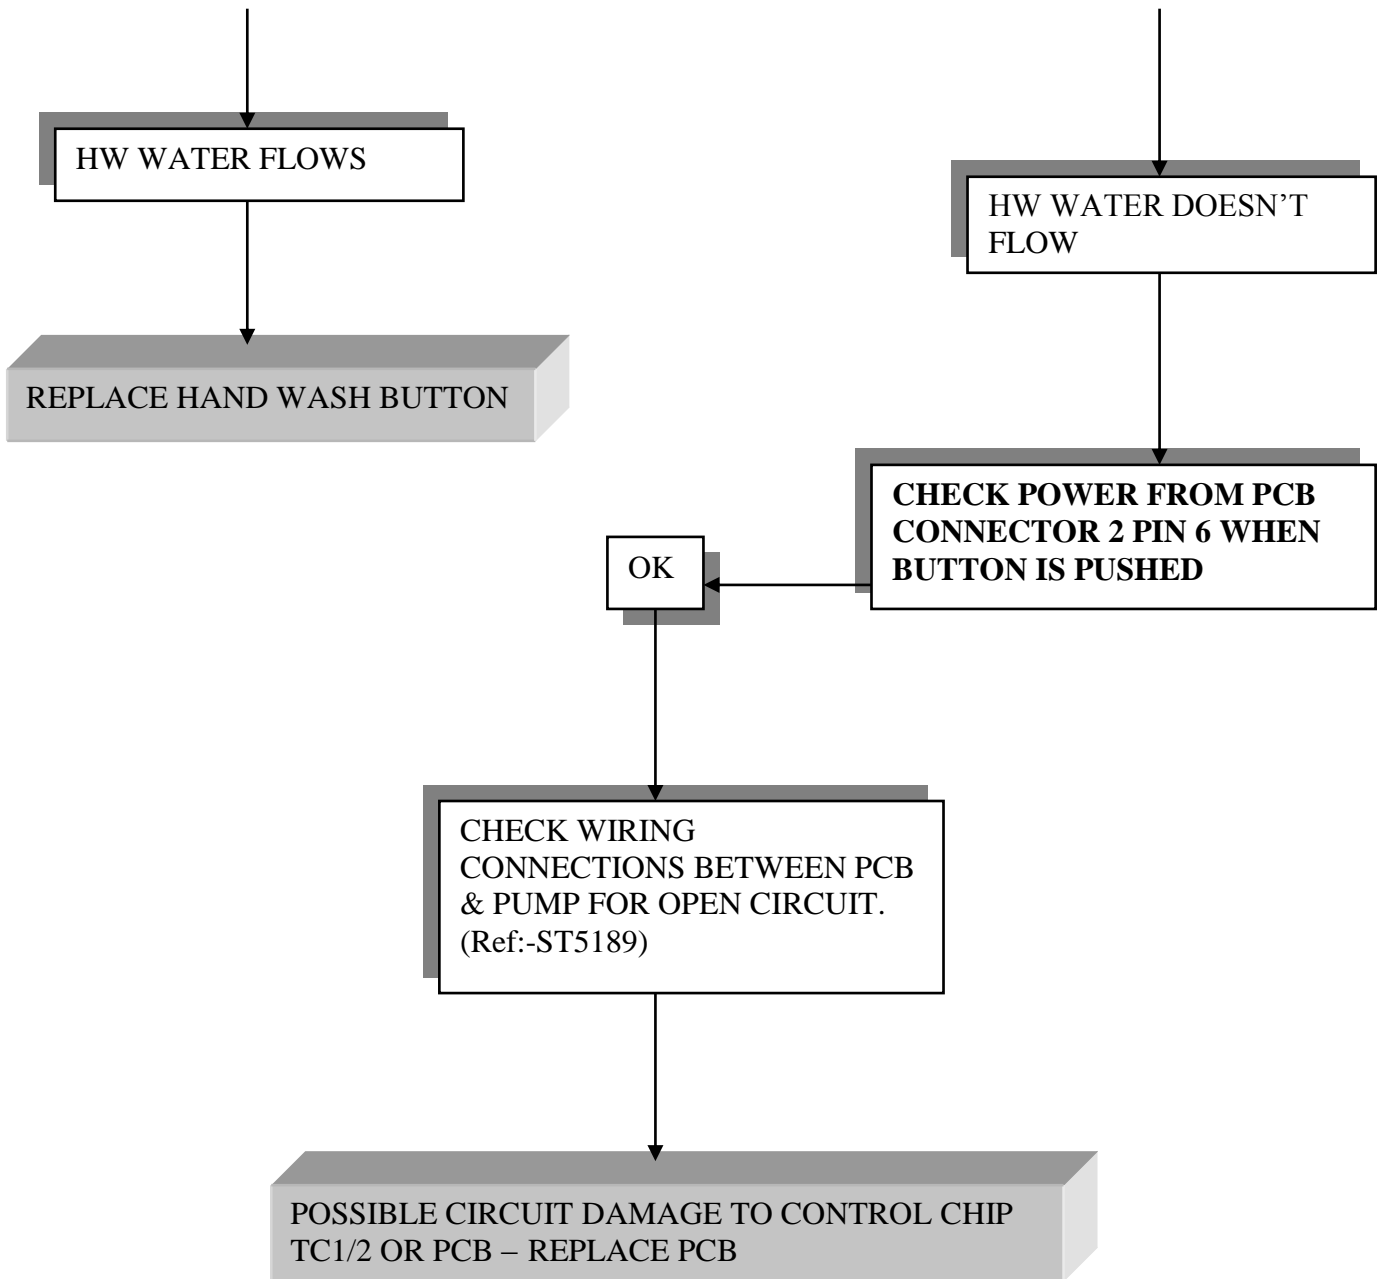 HW WATER FLOWS
HW WATER DOESN’T
FLOW
REPLACE HAND WASH BUTTON
CHECK POWER FROM PCB
CONNECTOR 2 PIN 6 WHEN
BUTTON IS PUSHED
OK
CHECK WIRING
CONNECTIONS BETWEEN PCB
& PUMP FOR OPEN CIRCUIT.
(Ref:-ST5189)
POSSIBLE CIRCUIT DAMAGE TO CONTROL CHIP
TC1/2 OR PCB – REPLACE PCB